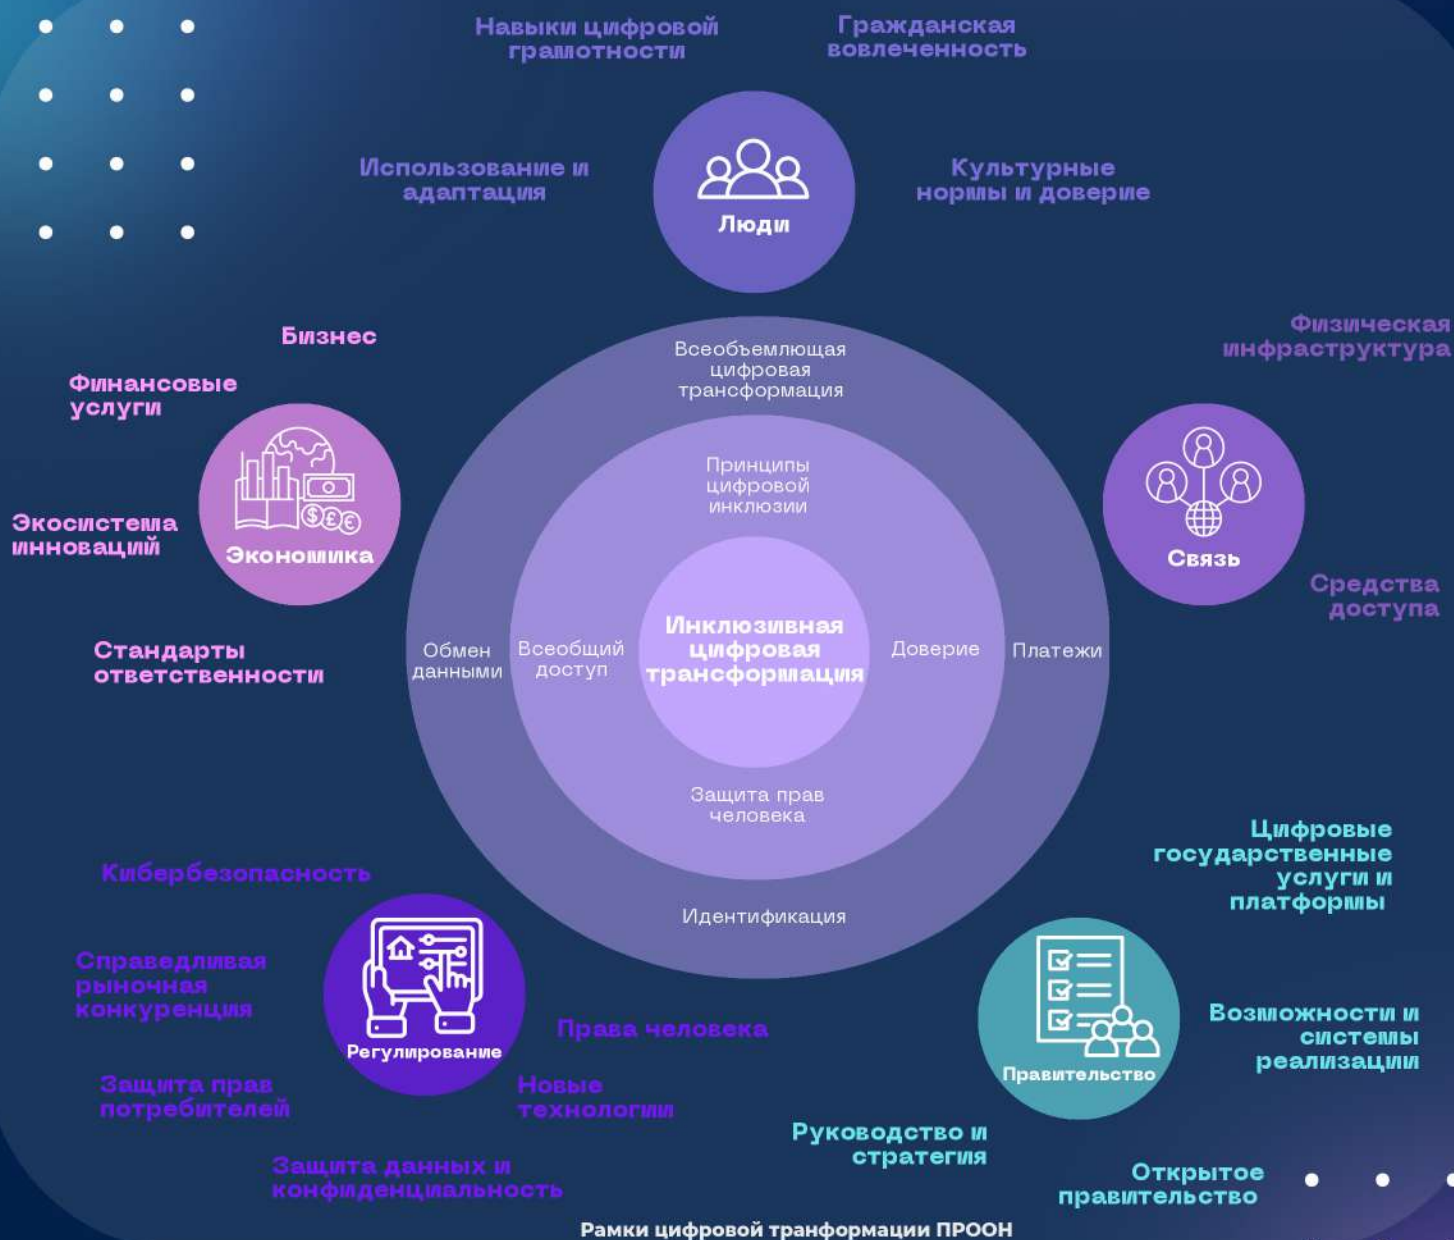 Навыки цифровой
грамотности
Гражданская
вовлеченность
Использование и
адаптация
Люди
Культурные
нормы и доверие
Бизнес
Финансовые
услуги
Экосистема
инноваций
Экономика
Стандарты
ответственности
Физическая
инфраструктура
Связь
Средства
доступа
Всеобъемлющая
цифровая
трансформация
Принципы
цифровой
инклюзии
Обмен
данными
Всеобщий
доступ
Инклюзивная
цифровая
трансформация
Доверие
Платежи
Защита прав
человека
Идентификация
Кибербезопасность
Справедливая
рыночная
конкуренция
Регулирование
Права человека
Защита прав
потребителей
Новые
технологии
Защита данных и
конфиденциальность
Цифровые
государственные
услуги и
платформы
Возможности и
системы
реализации
Правительство
Руководство и
стратегия
Открытое
правительство
Рамки цифровой транформации ПРООН